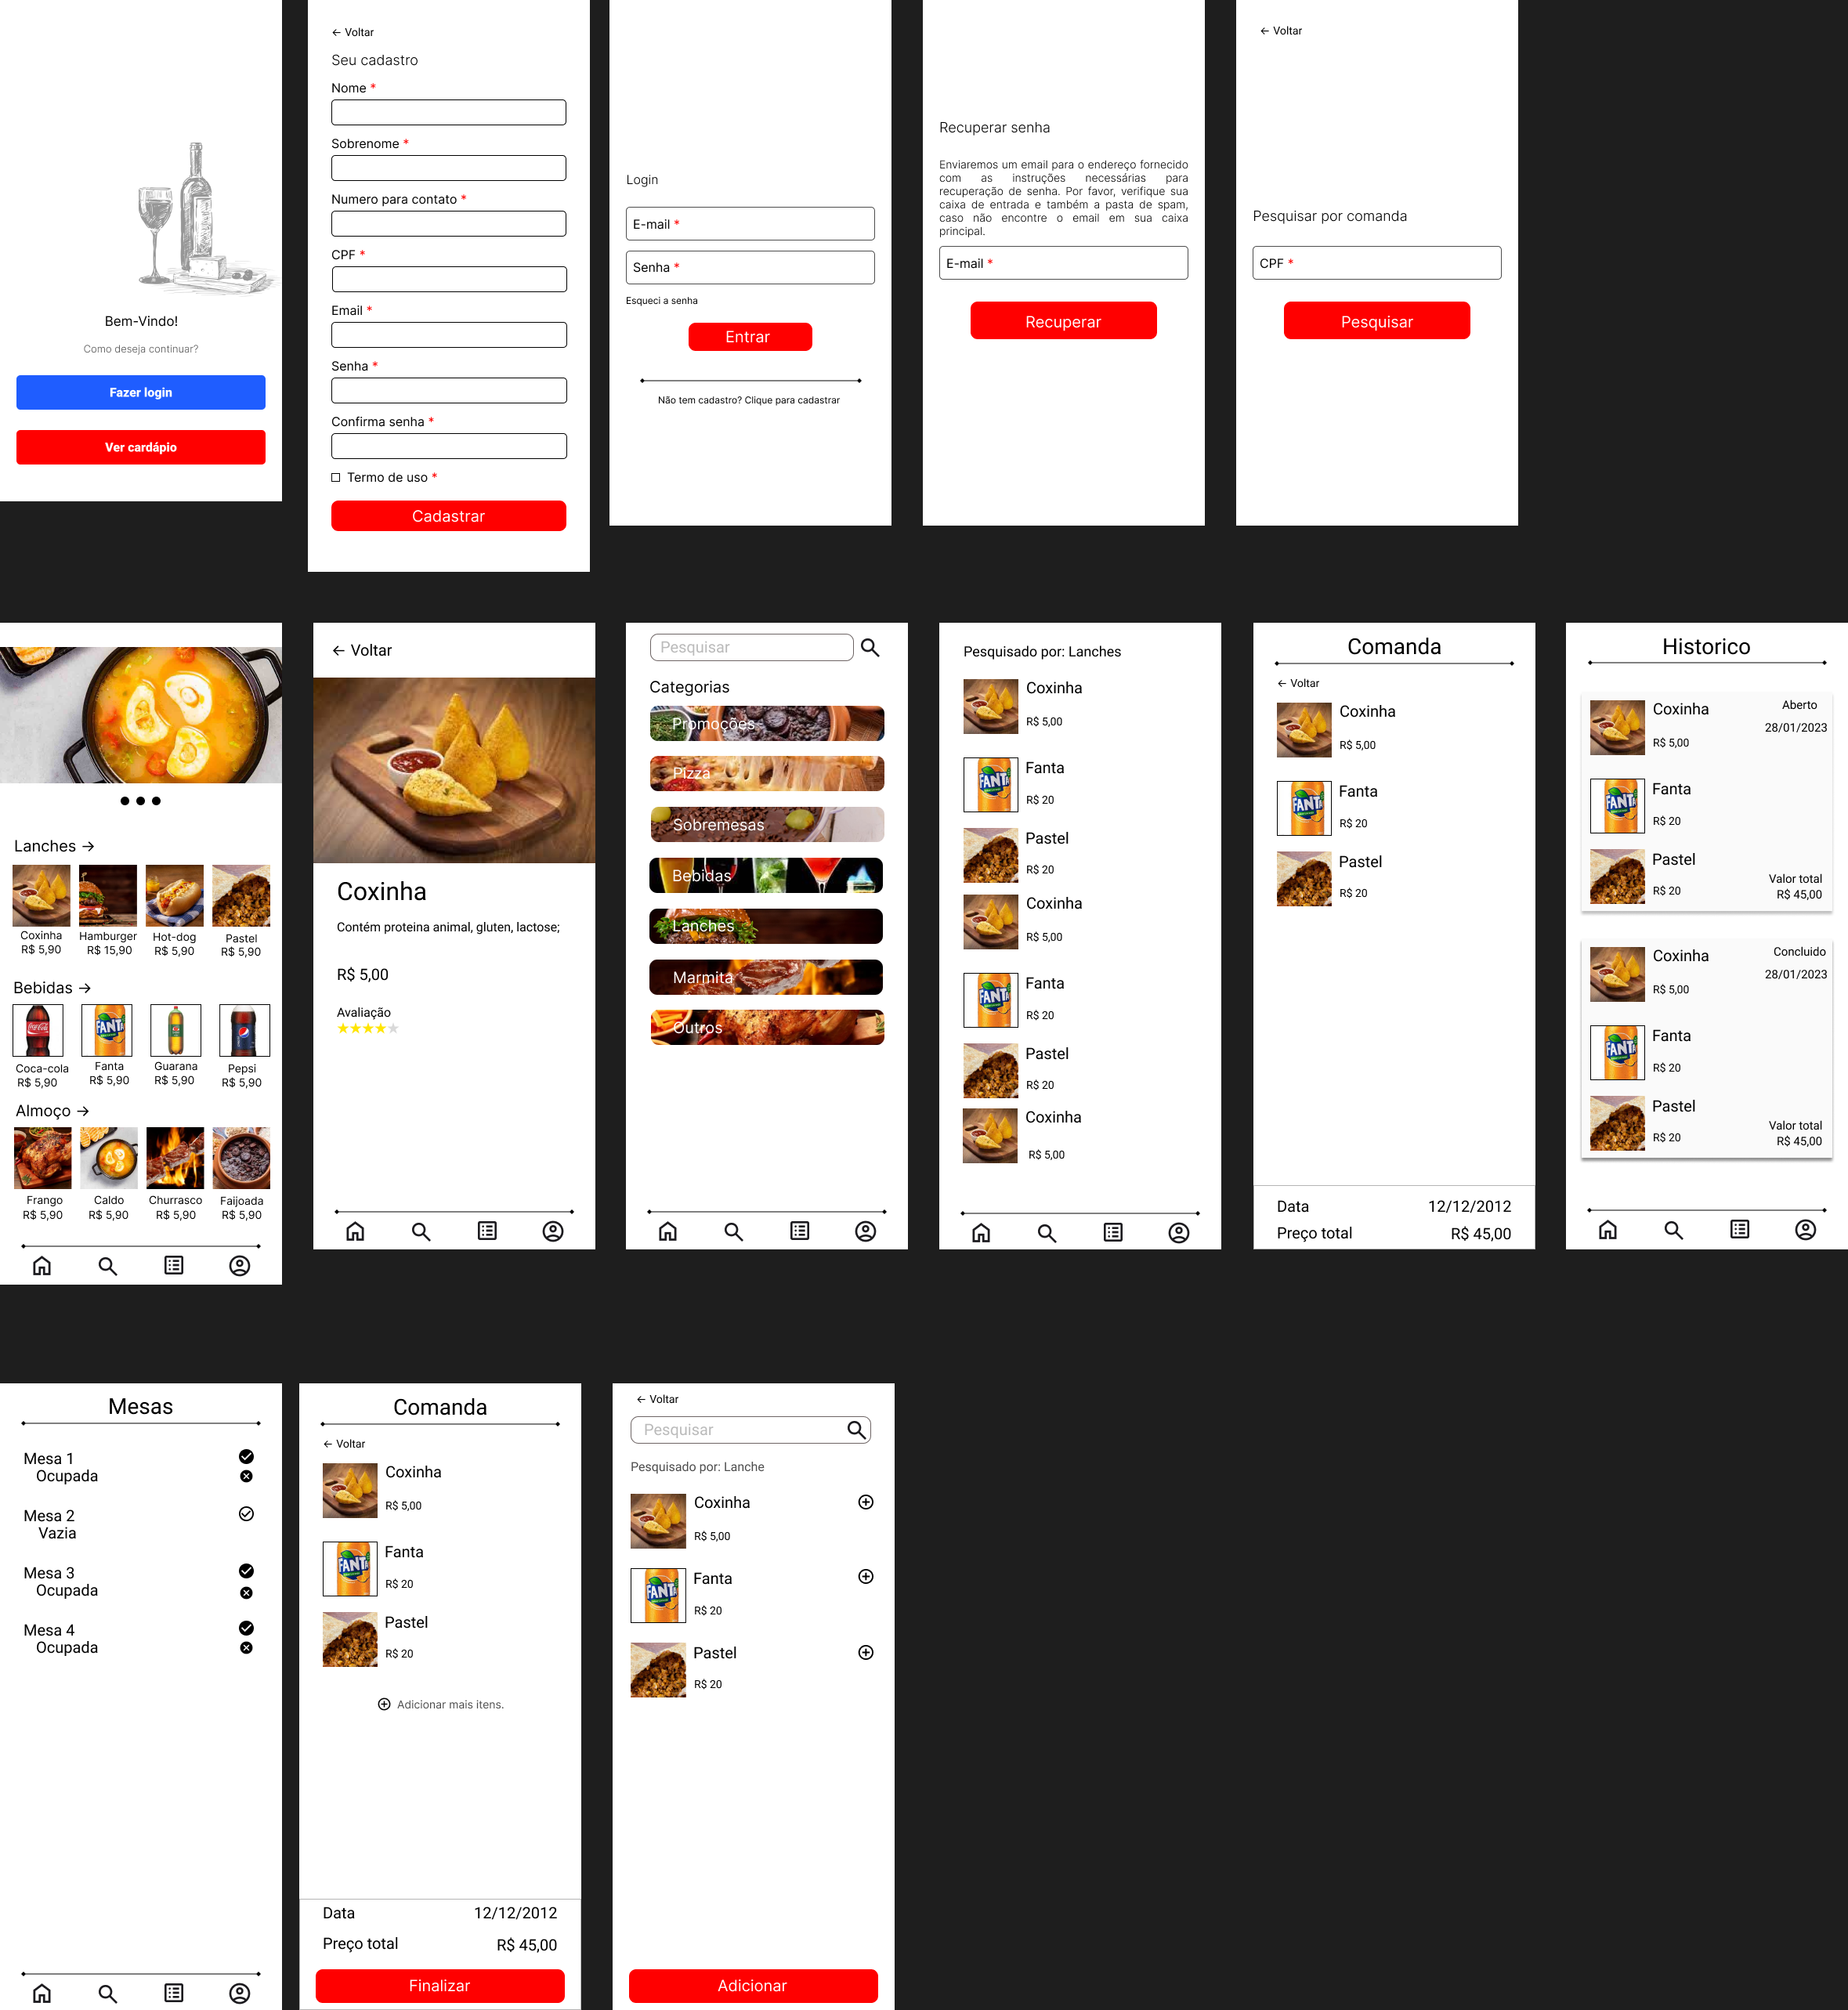 Bem-Vindo!
Como deseja continuar?
Fazer login
Ver cardápio
← Voltar
Seu cadastro
Nome *
Sobrenome *
Numero para contato *
CPF *
Email *
Senha *
Confirma senha *
Termo de uso *
Cadastrar
Login
E-mail *
Senha *
Esqueci a senha
Entrar
Não tem cadastro? Clique para cadastrar
Recuperar senha
Enviaremos um email para o endereço fornecido
com as instruções necessárias para
recuperação de senha. Por favor, verifique sua
caixa de entrada e também a pasta de spam,
caso não encontre o email em sua caixa
principal.
E-mail *
Recuperar
← Voltar
Pesquisar por comanda
CPF *
Pesquisar
Lanches →
Coxinha Hamburger Hot-dog Pastel
R$ 5,90 R$ 15,90 R$ 5,90 R$ 5,90
Bebidas →
Coca-Cola FANTA
Coca-cola Fanta Guarana Pepsi
R$ 5,90 R$ 5,90 R$ 5,90 R$ 5,90
Almoço →
Frango Caldo Churrasco Faijoada
R$ 5,90 R$ 5,90 R$ 5,90 R$ 5,90
← Voltar
Coxinha
Contém proteina animal, gluten, lactose;
R$ 5,00
Avaliação
Pesquisar
Categorias
Promoções
Pizza
Sobremesas
Bebidas
Lanches
Marmita
Outros
Pesquisado por: Lanches
Coxinha
R$ 5,00
FANTA
Fanta
R$ 20
Pastel
R$ 20
Coxinha
R$ 5,00
FANTA
Fanta
R$ 20
Pastel
R$ 20
Coxinha
R$ 5,00
Comanda
← Voltar
Coxinha
R$ 5,00
FANTA
Fanta
R$ 20
Pastel
R$ 20
Data 12/12/2012
Preço total R$ 45,00
Historico
Coxinha Aberto
28/01/2023
R$ 5,00
FANTA
Fanta
R$ 20
Pastel
Valor total
R$ 20 R$ 45,00
Coxinha Concluido
28/01/2023
R$ 5,00
FANTA
Fanta
R$ 20
Pastel
Valor total
R$ 20 R$ 45,00
Mesas
Mesa 1
Ocupada
Mesa 2
Vazia
Mesa 3
Ocupada
Mesa 4
Ocupada
Comanda
← Voltar
Coxinha
R$ 5,00
FANTA
Fanta
R$ 20
Pastel
R$ 20
Adicionar mais itens.
Data 12/12/2012
Preço total R$ 45,00
Finalizar
← Voltar
Pesquisar
Pesquisado por: Lanche
Coxinha
R$ 5,00
FANTA
Fanta
R$ 20
Pastel
R$ 20
Adicionar